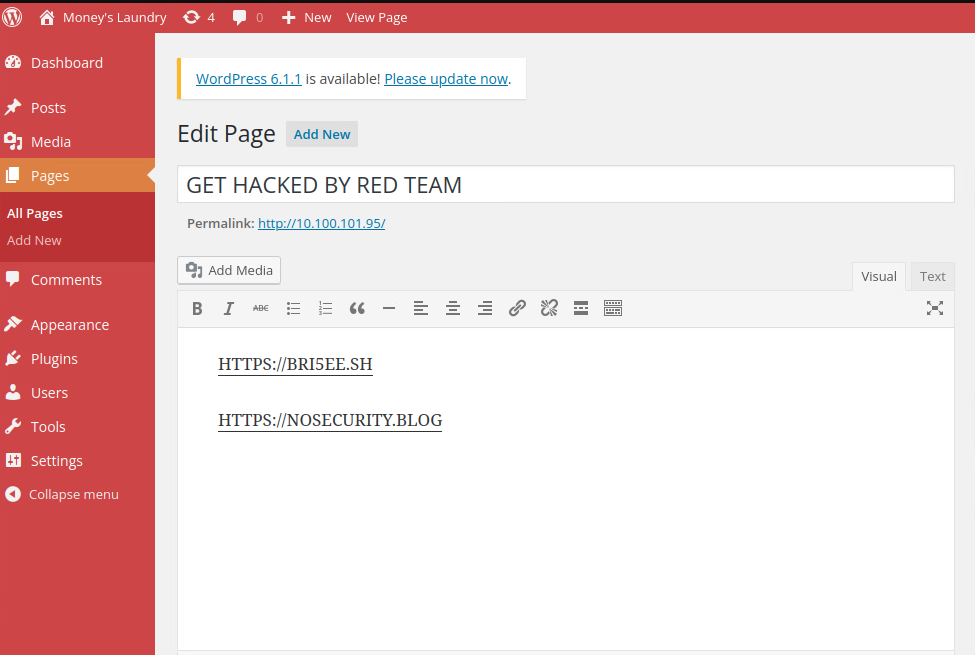 Money's Laundry 4 0 New View Page
Dashboard
WordPress 6.1.1 is available! Please update now.
Posts
Media
Pages
All Pages
Add New
Comments
Appearance
Plugins
Users
Tools
Settings
Collapse menu
Edit Page Add New
GET HACKED BY RED TEAM
Permalink: http://10.100.101.95/
Add Media
Visual Text
B I ABC
HTTPS://BRI5EE.SH
HTTPS://NOSECURITY.BLOG